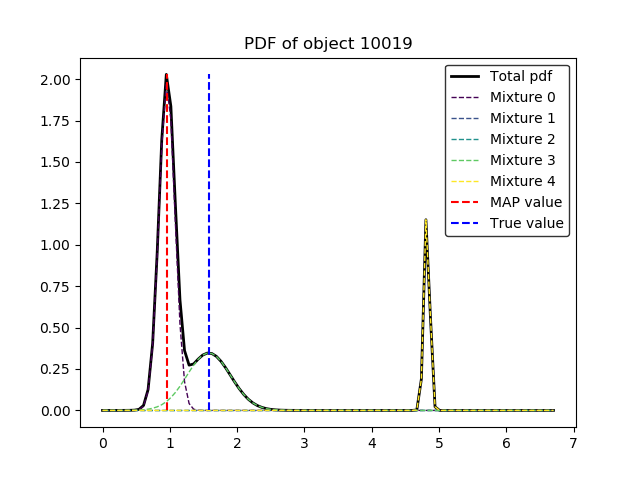 PDF of object 10019
2.00
1.75
1.50
1.25
1.00
0.75
0.50
0.25
0.00
0 1 2 3 4 5 6 7
Total pdf
Mixture 0
Mixture 1
Mixture 2
Mixture 3
Mixture 4
MAP value
True value